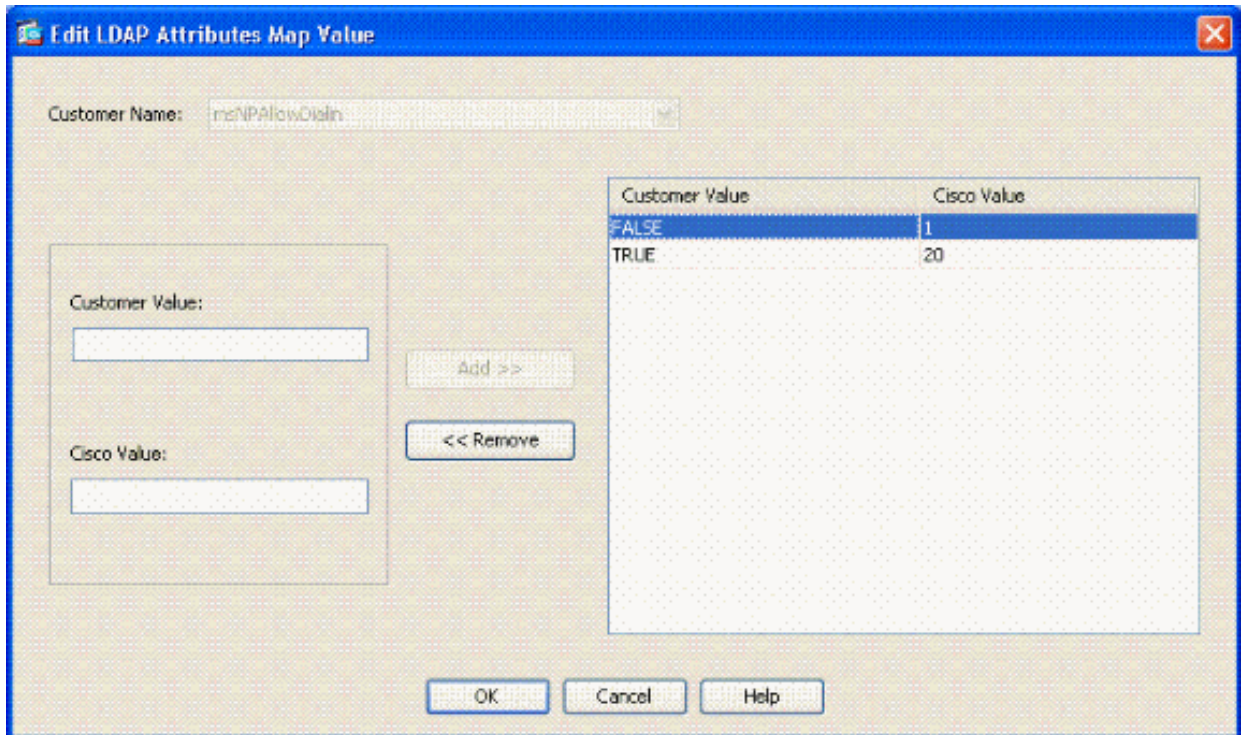 Edit LDAP Attributes Map Value
Customer Name: msNPAllowDialin
Customer Value Cisco Value
FALSE 1
TRUE 20
Customer Value:
Add >>
<< Remove
Cisco Value:
OK Cancel Help